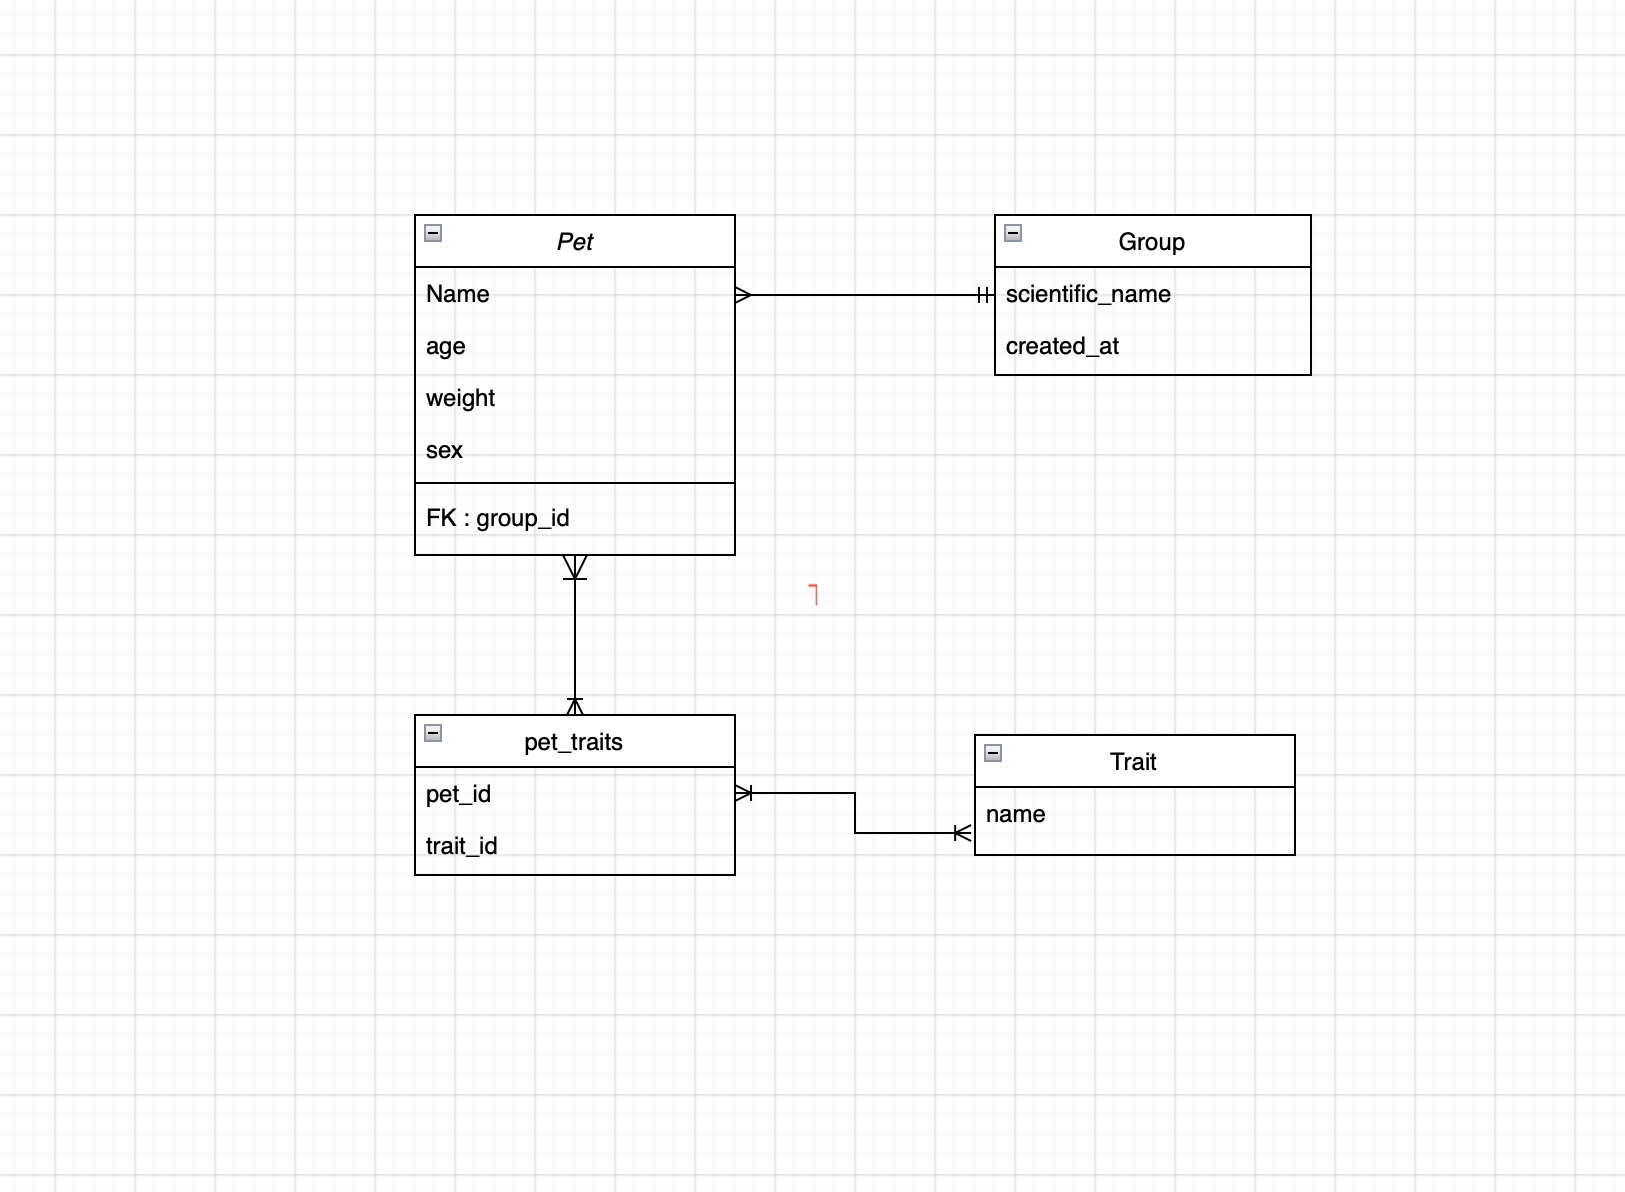 Pet
Name
age
weight
sex
FK : group_id
Group
scientific_name
created_at
pet_traits
pet_id
trait_id
Trait
name